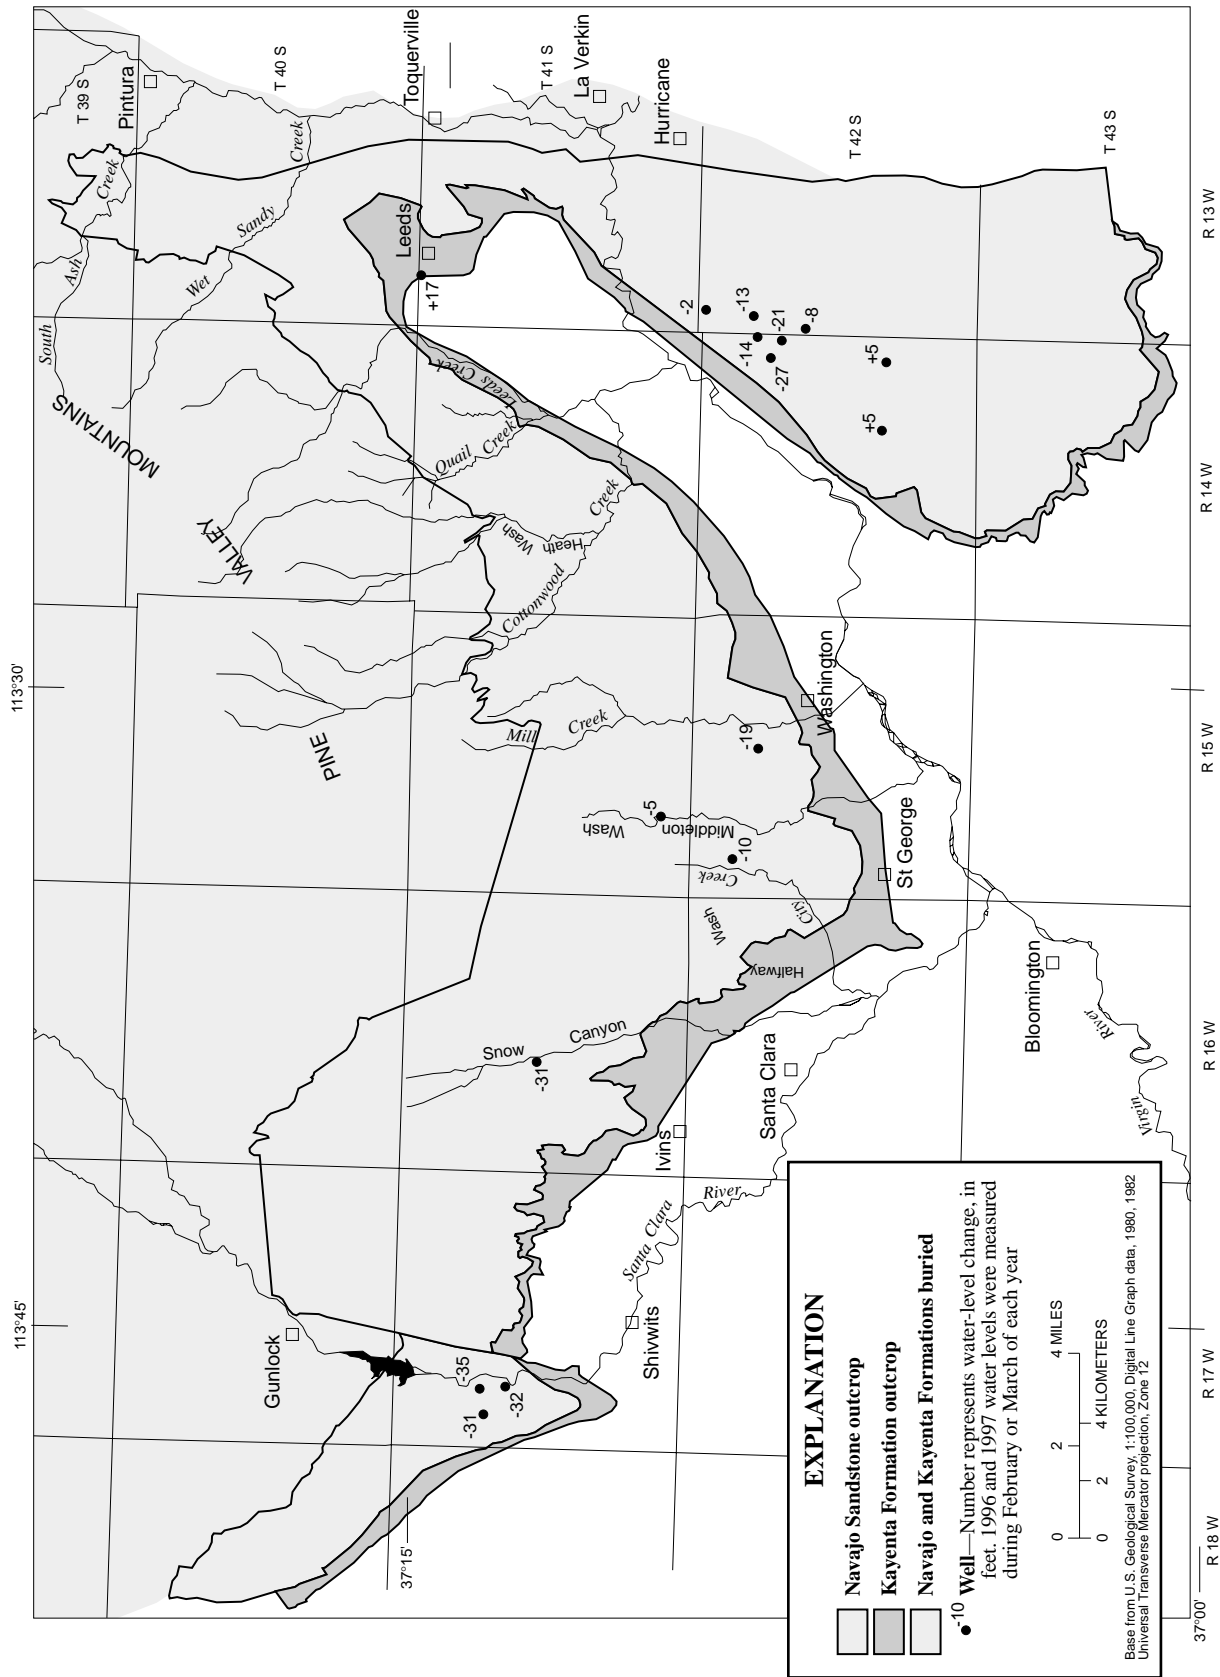 113°45'
113°30'
Gunlock
PINE
VALLEY
MOUNTAINS
South
Ash
Creek
T 39 S
Pintura
Wet
Sandy
Creek
T 40 S
Toquerville
Leeds
+17
Leeds Creek
Quail
Creek
T 41 S
La Verkin
Hurricane
Heath
Wash
Cottonwood
Creek
Mill
Creek
-19
Middleton
Wash
-5
-10
City
Creek
Halfway
Wash
Snow
Canyon
-31
-35
-31
-32
37°15'
Shivwits
Santa Clara
River
Ivins
Santa Clara
St George
Washington
Bloomington
Virgin
River
-2
-13
-14
-21
-27
-8
+5
+5
T 42 S
T 43 S
EXPLANATION
Navajo Sandstone outcrop
Kayenta Formation outcrop
Navajo and Kayenta Formations buried
-10 Well—Number represents water-level change, in
feet. 1996 and 1997 water levels were measured
during February or March of each year
0 2 4 MILES
0 2 4 KILOMETERS
Base from U.S. Geological Survey, 1:100,000, Digital Line Graph data, 1980, 1982
Universal Transverse Mercator projection, Zone 12
37°00'
R 18 W
R 17 W
R 16 W
R 15 W
R 14 W
R 13 W